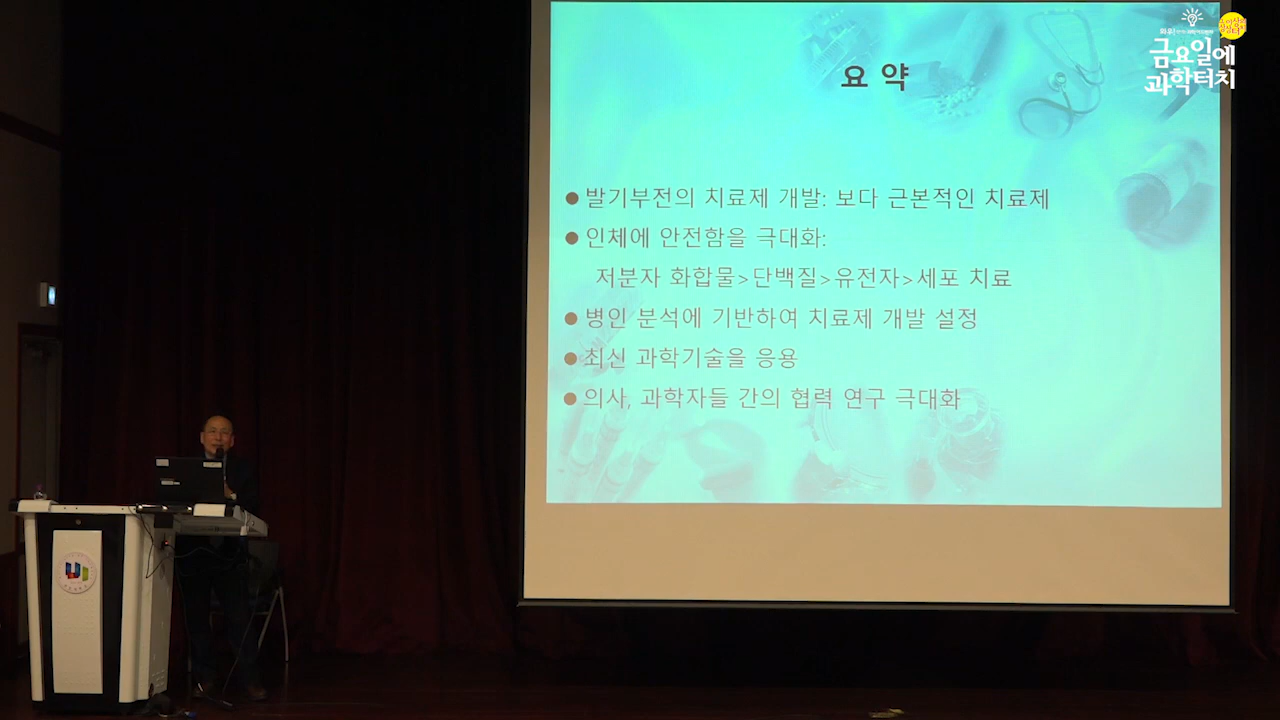 금요일에
과학터치
요 약
● 발기부전의 치료제 개발: 보다 근본적인 치료제
● 인체에 안전함을 극대화:
저분자 화합물>단백질>유전자>세포 치료
● 병인 분석에 기반하여 치료제 개발 설정
● 최신 과학기술을 응용
● 의사, 과학자들 간의 협력 연구 극대화